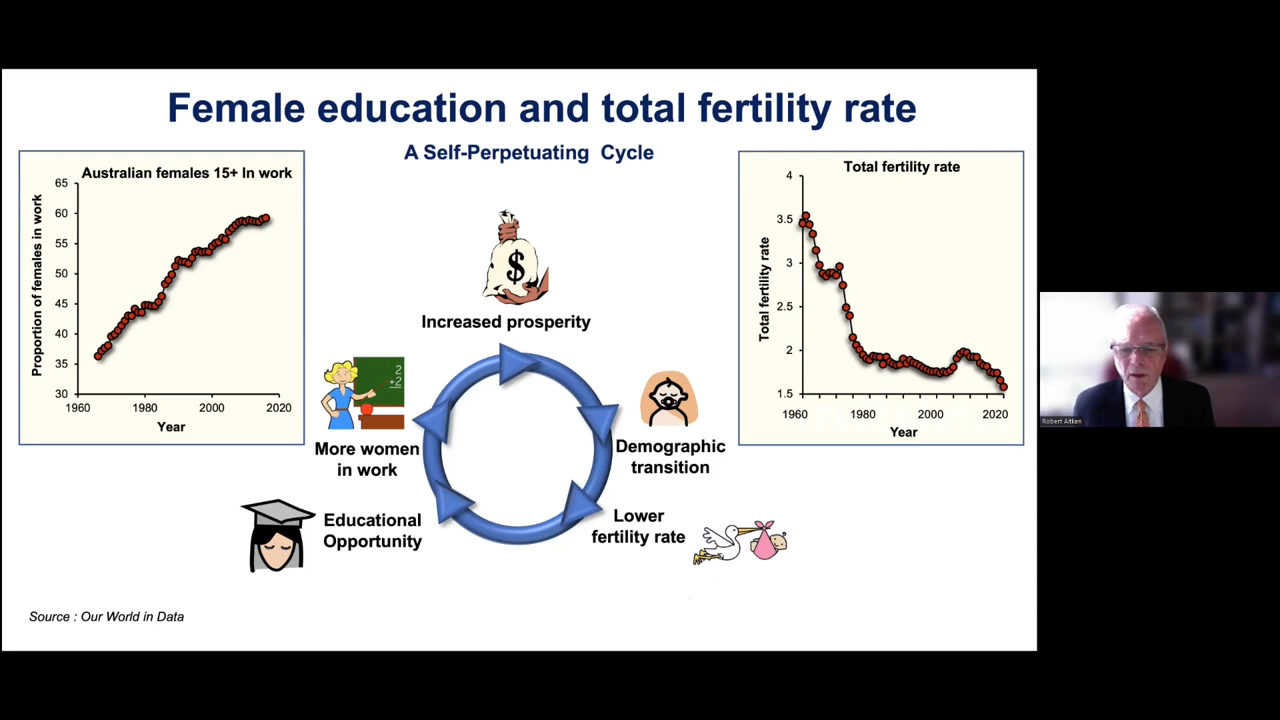 Female education and total fertility rate
A Self-Perpetuating Cycle
Australian females 15+ In work
65
60
55
50
45
40
35
30
Proportion of females in work
1960
1980
2000
2020
Year
Increased prosperity
$
More women
in work
2
+2
Educational
Opportunity
Demographic
transition
Lower
fertility rate
Total fertility rate
4
3.5
3
2.5
2
1.5
Total fertility rate
1960
1980
2000
2020
Year
Source : Our World in Data
Robert Aitken